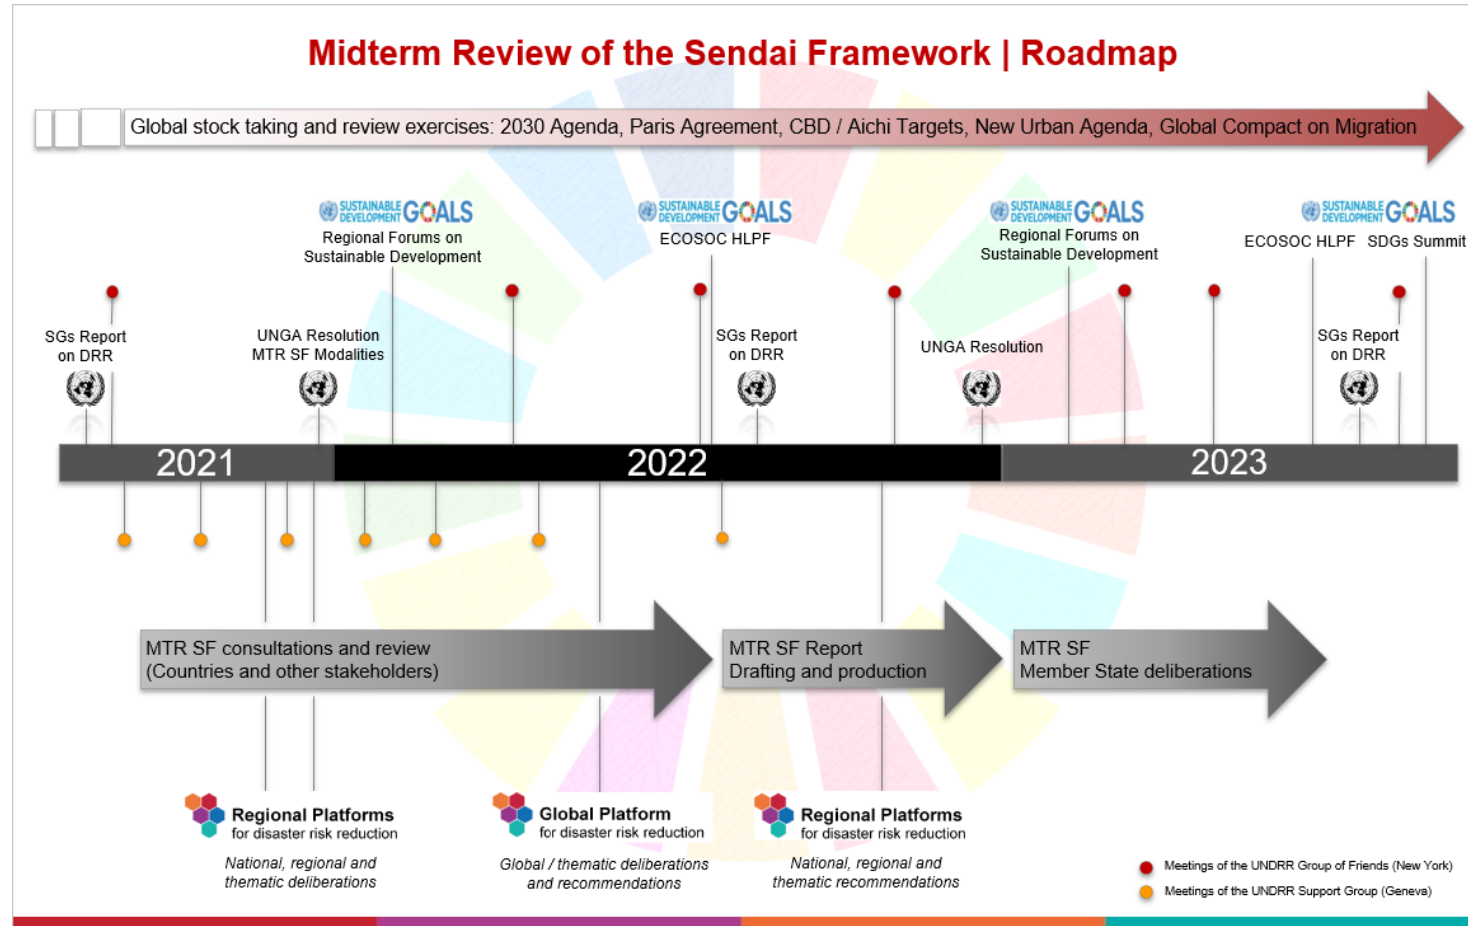 Midterm Review of the Sendai Framework | Roadmap
Global stock taking and review exercises: 2030 Agenda, Paris Agreement, CBD / Aichi Targets, New Urban Agenda, Global Compact on Migration
SUSTAINABLE DEVELOPMENT GOALS
Regional Forums on
Sustainable Development
SUSTAINABLE DEVELOPMENT GOALS
ECOSOC HLPF
SUSTAINABLE DEVELOPMENT GOALS
Regional Forums on
Sustainable Development
SUSTAINABLE DEVELOPMENT GOALS
ECOSOC HLPF
SDGs Summit
SGs Report
on DRR
UNGA Resolution
MTR SF Modalities
SGs Report
on DRR
UNGA Resolution
SGs Report
on DRR
2021
2022
2023
MTR SF consultations and review
(Countries and other stakeholders)
MTR SF Report
Drafting and production
MTR SF
Member State deliberations
Regional Platforms
for disaster risk reduction
National, regional and
thematic deliberations
Global Platform
for disaster risk reduction
Global / thematic deliberations
and recommendations
Regional Platforms
for disaster risk reduction
National, regional and
thematic recommendations
Meetings of the UNDRR Group of Friends (New York)
Meetings of the UNDRR Support Group (Geneva)